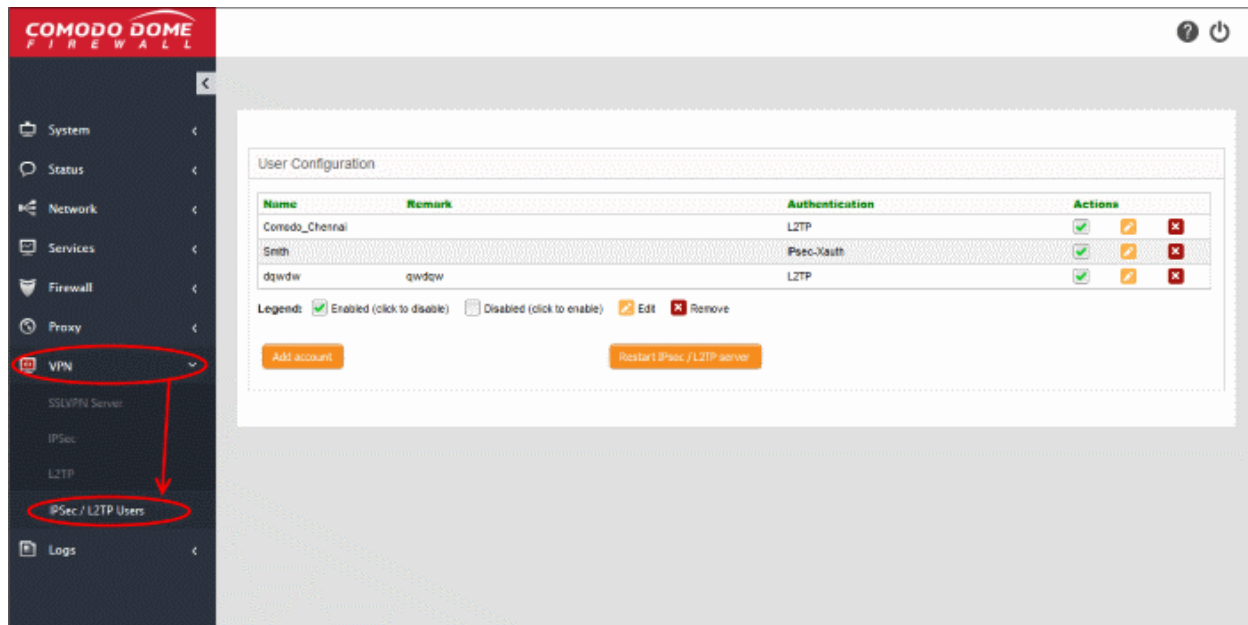 COMODO DOME
FIREWALL
System
Status
Network
Services
Firewall
Proxy
VPN
SSLVPN Server
IPSec
L2TP
IPSec / L2TP Users
Logs
User Configuration
Name Remark Authentication Actions
Comodo_Chennai L2TP
Smith IPsec-Xauth
dqwdw qwdqw L2TP
Legend: Enabled (click to disable) Disabled (click to enable) Edit Remove
Add account Restart IPsec / L2TP server